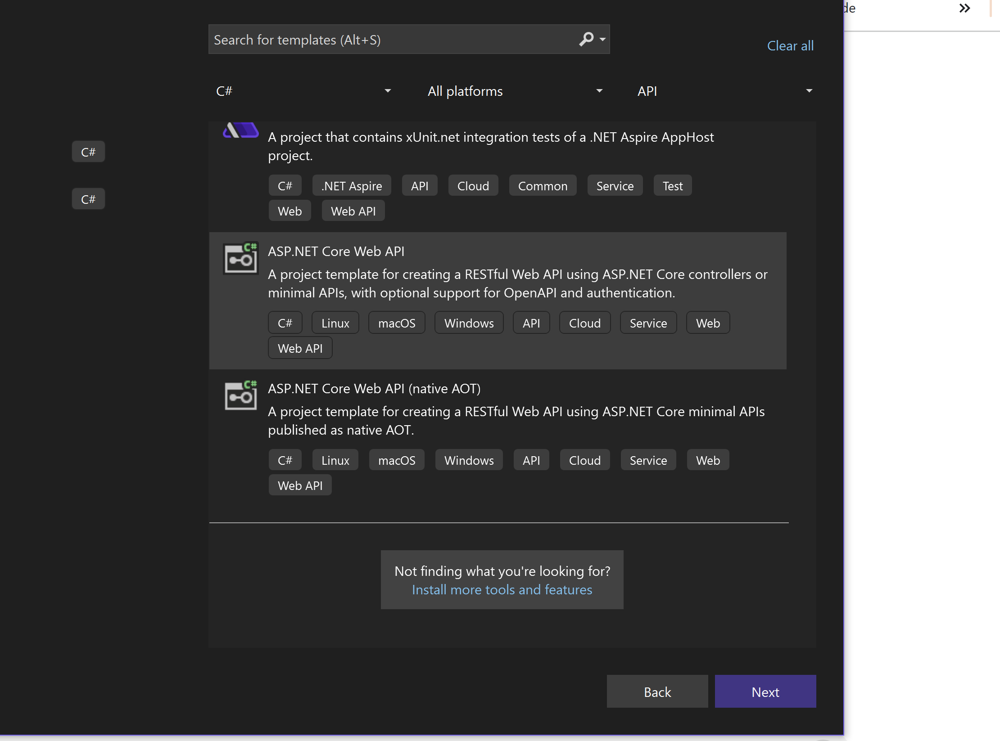 Search for templates (Alt+S)
Clear all
C#
All platforms
API
C#
C#
A project that contains xUnit.net integration tests of a .NET Aspire AppHost
project.
C# .NET Aspire API Cloud Common Service Test
Web Web API
ASP.NET Core Web API
A project template for creating a RESTful Web API using ASP.NET Core controllers or
minimal APIs, with optional support for OpenAPI and authentication.
C# Linux macOS Windows API Cloud Service Web
Web API
ASP.NET Core Web API (native AOT)
A project template for creating a RESTful Web API using ASP.NET Core minimal APIs
published as native AOT.
C# Linux macOS Windows API Cloud Service Web
Web API
Not finding what you're looking for?
Install more tools and features
Back
Next